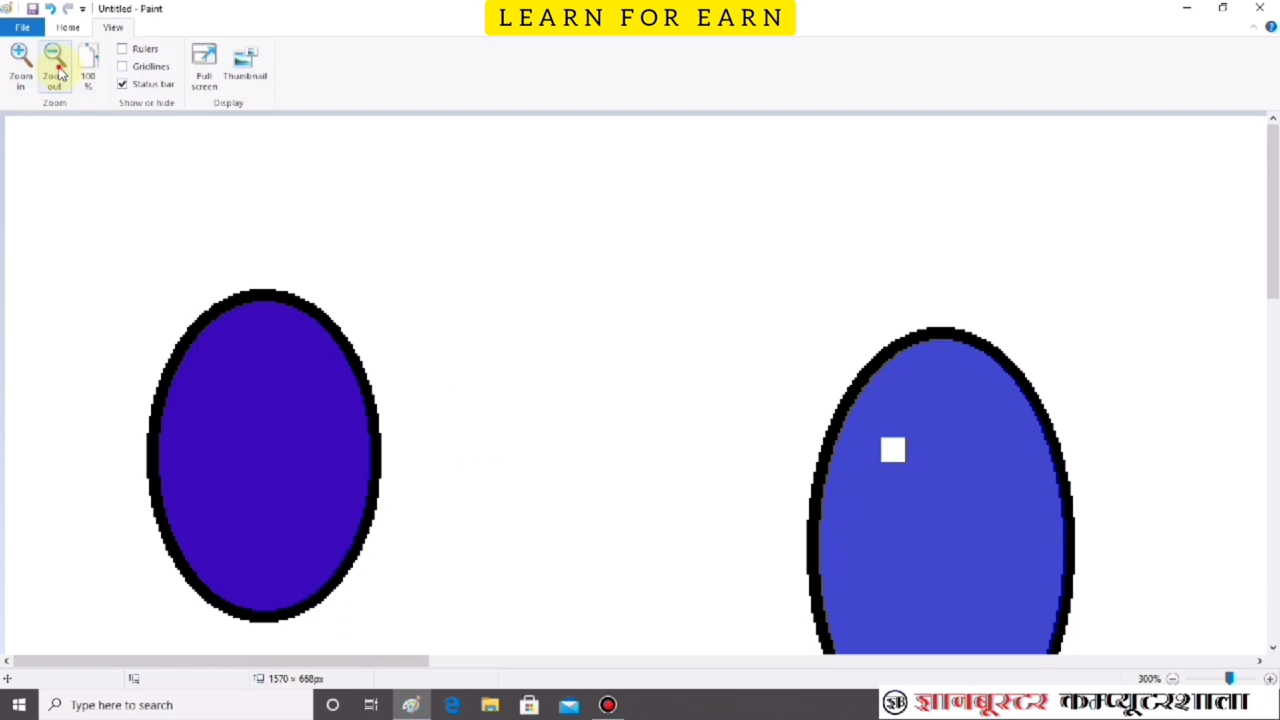 Untitled - Paint
LEARN FOR EARN
File Home View
Zoom in
Zoom out
100 %
Rulers
Gridlines
Status bar
Full screen
Thumbnail
Zoom
Show or hide
Display
1570 × 668px
300%
Type here to search
SB ज्ञानबूस्टर कम्प्यूटरशाला